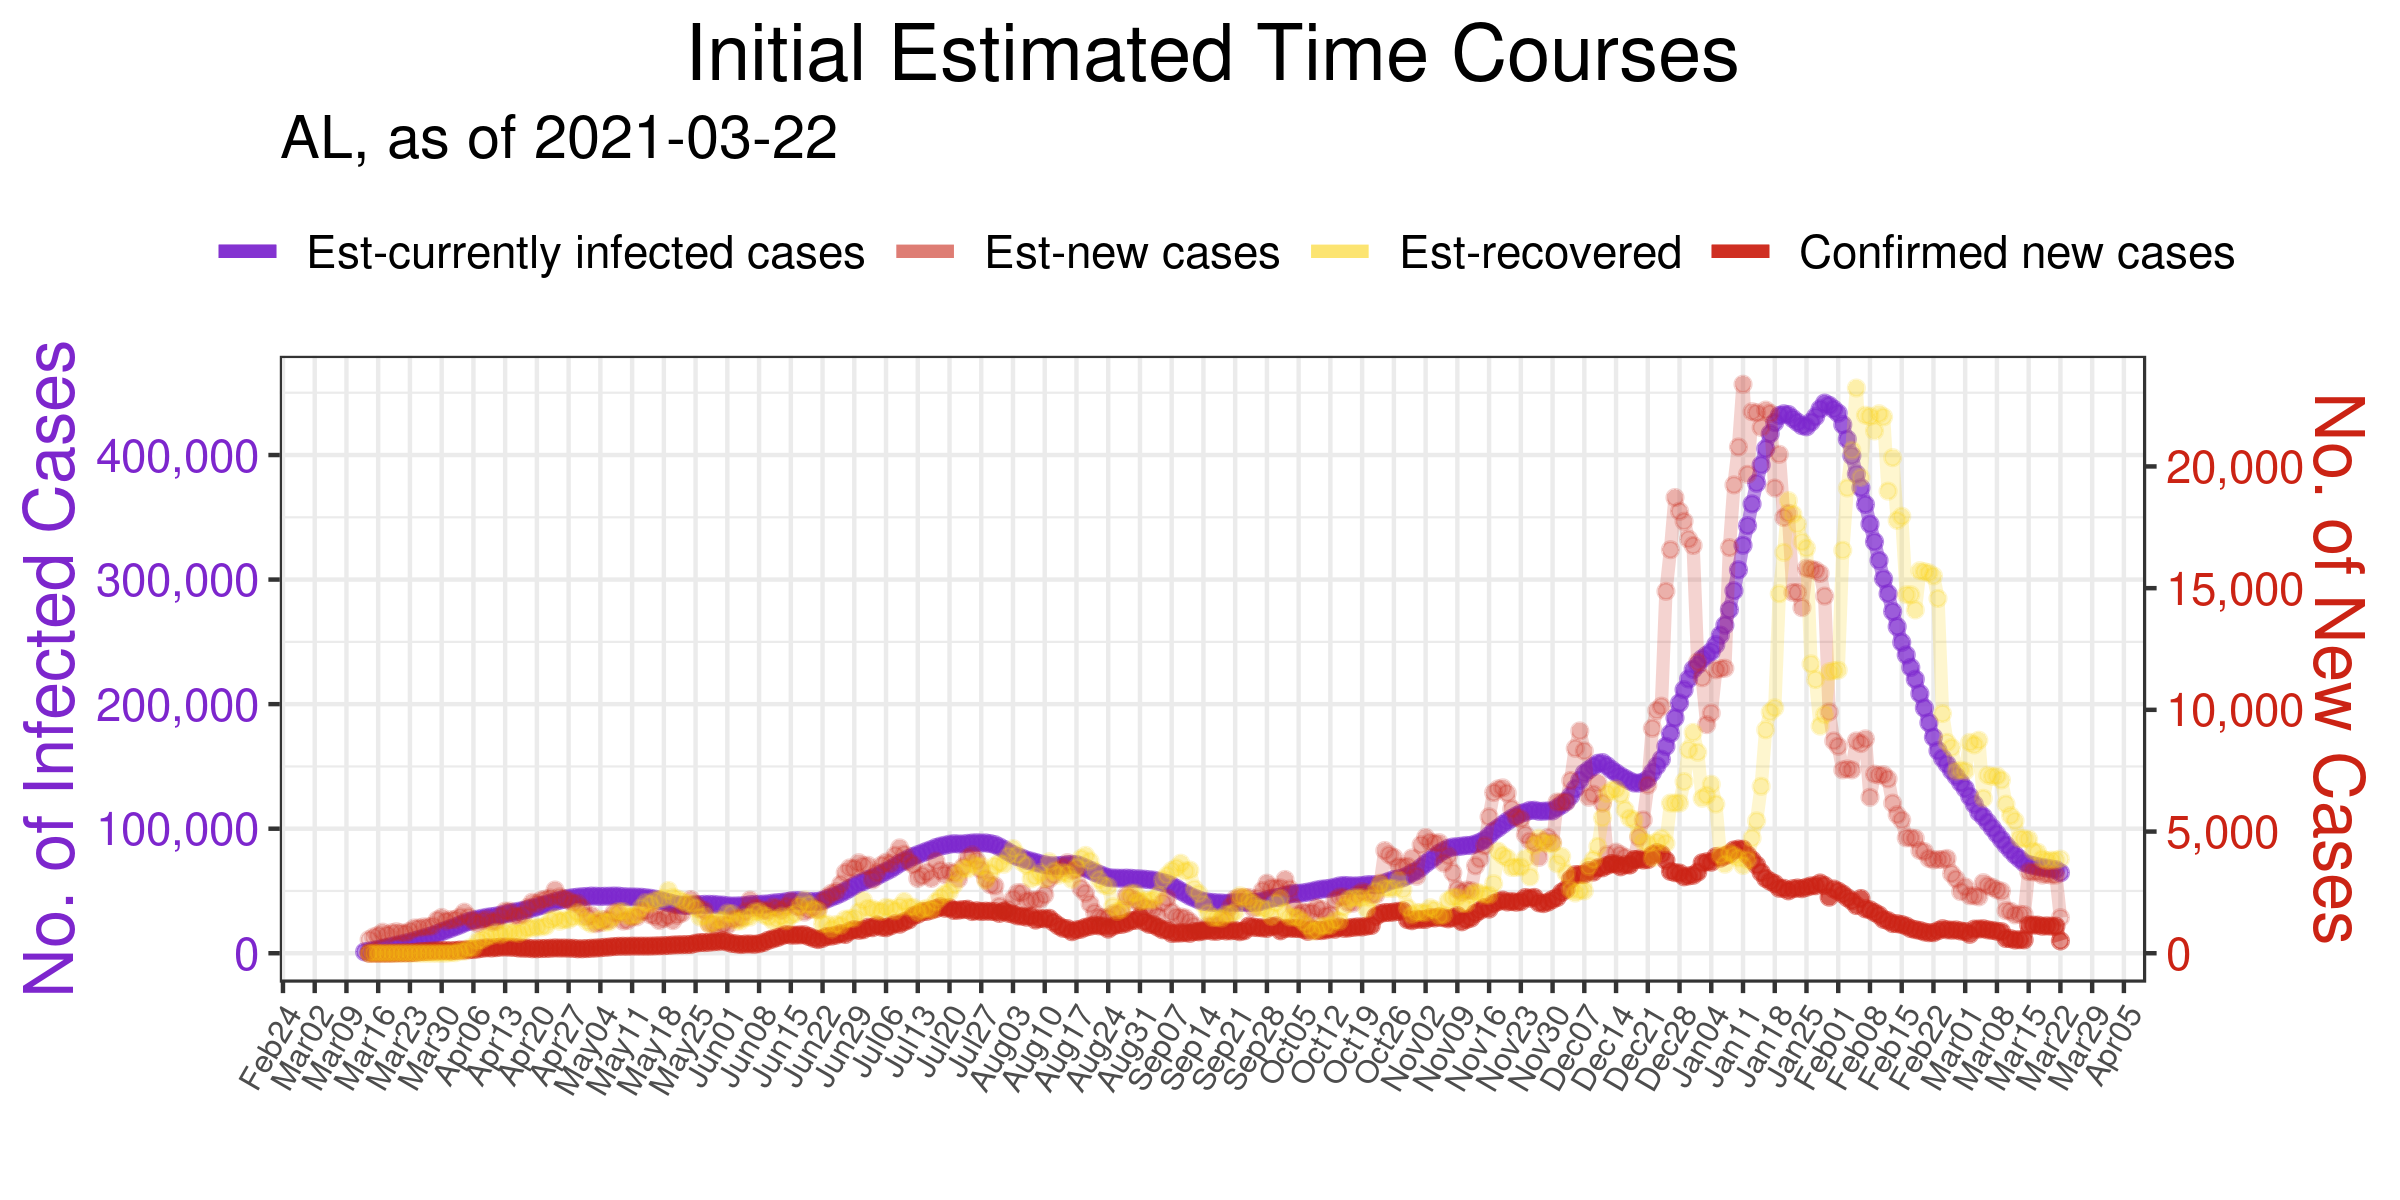 Initial Estimated Time Courses
AL, as of 2021-03-22
Est-currently infected cases Est-new cases Est-recovered Confirmed new cases
No. of Infected Cases
400,000
300,000
200,000
100,000
0
No. of New Cases
20,000
15,000
10,000
5,000
0
Feb24 Mar02 Mar09 Mar16 Mar23 Mar30 Apr06 Apr13 Apr20 Apr27 May04 May11 May18 May25 Jun01 Jun08 Jun15 Jun22 Jun29 Jul06 Jul13 Jul20 Jul27 Aug03 Aug10 Aug17 Aug24 Aug31 Sep07 Sep14 Sep21 Sep28 Oct05 Oct12 Oct19 Oct26 Nov02 Nov09 Nov16 Nov23 Nov30 Dec07 Dec14 Dec21 Dec28 Jan04 Jan11 Jan18 Jan25 Feb01 Feb08 Feb15 Feb22 Mar01 Mar08 Mar15 Mar22 Mar29 Apr05